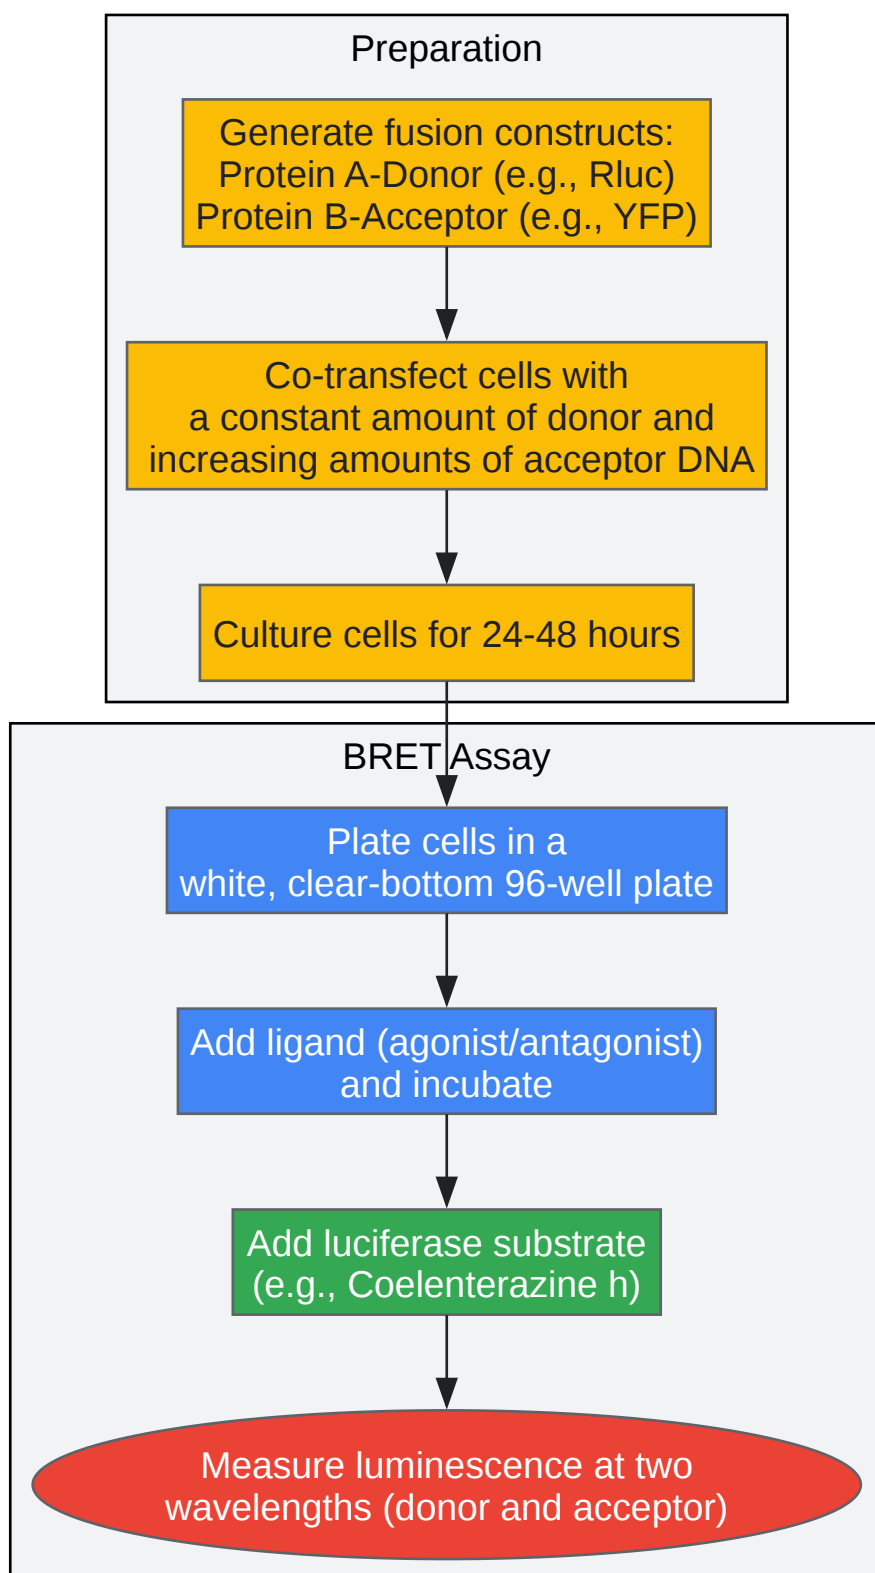 Preparation
Generate fusion constructs:
Protein A-Donor (e.g., Rluc)
Protein B-Acceptor (e.g., YFP)
Co-transfect cells with
a constant amount of donor and
increasing amounts of acceptor DNA
Culture cells for 24-48 hours
BRET Assay
Plate cells in a
white, clear-bottom 96-well plate
Add ligand (agonist/antagonist)
and incubate
Add luciferase substrate
(e.g., Coelenterazine h)
Measure luminescence at two
wavelengths (donor and acceptor)